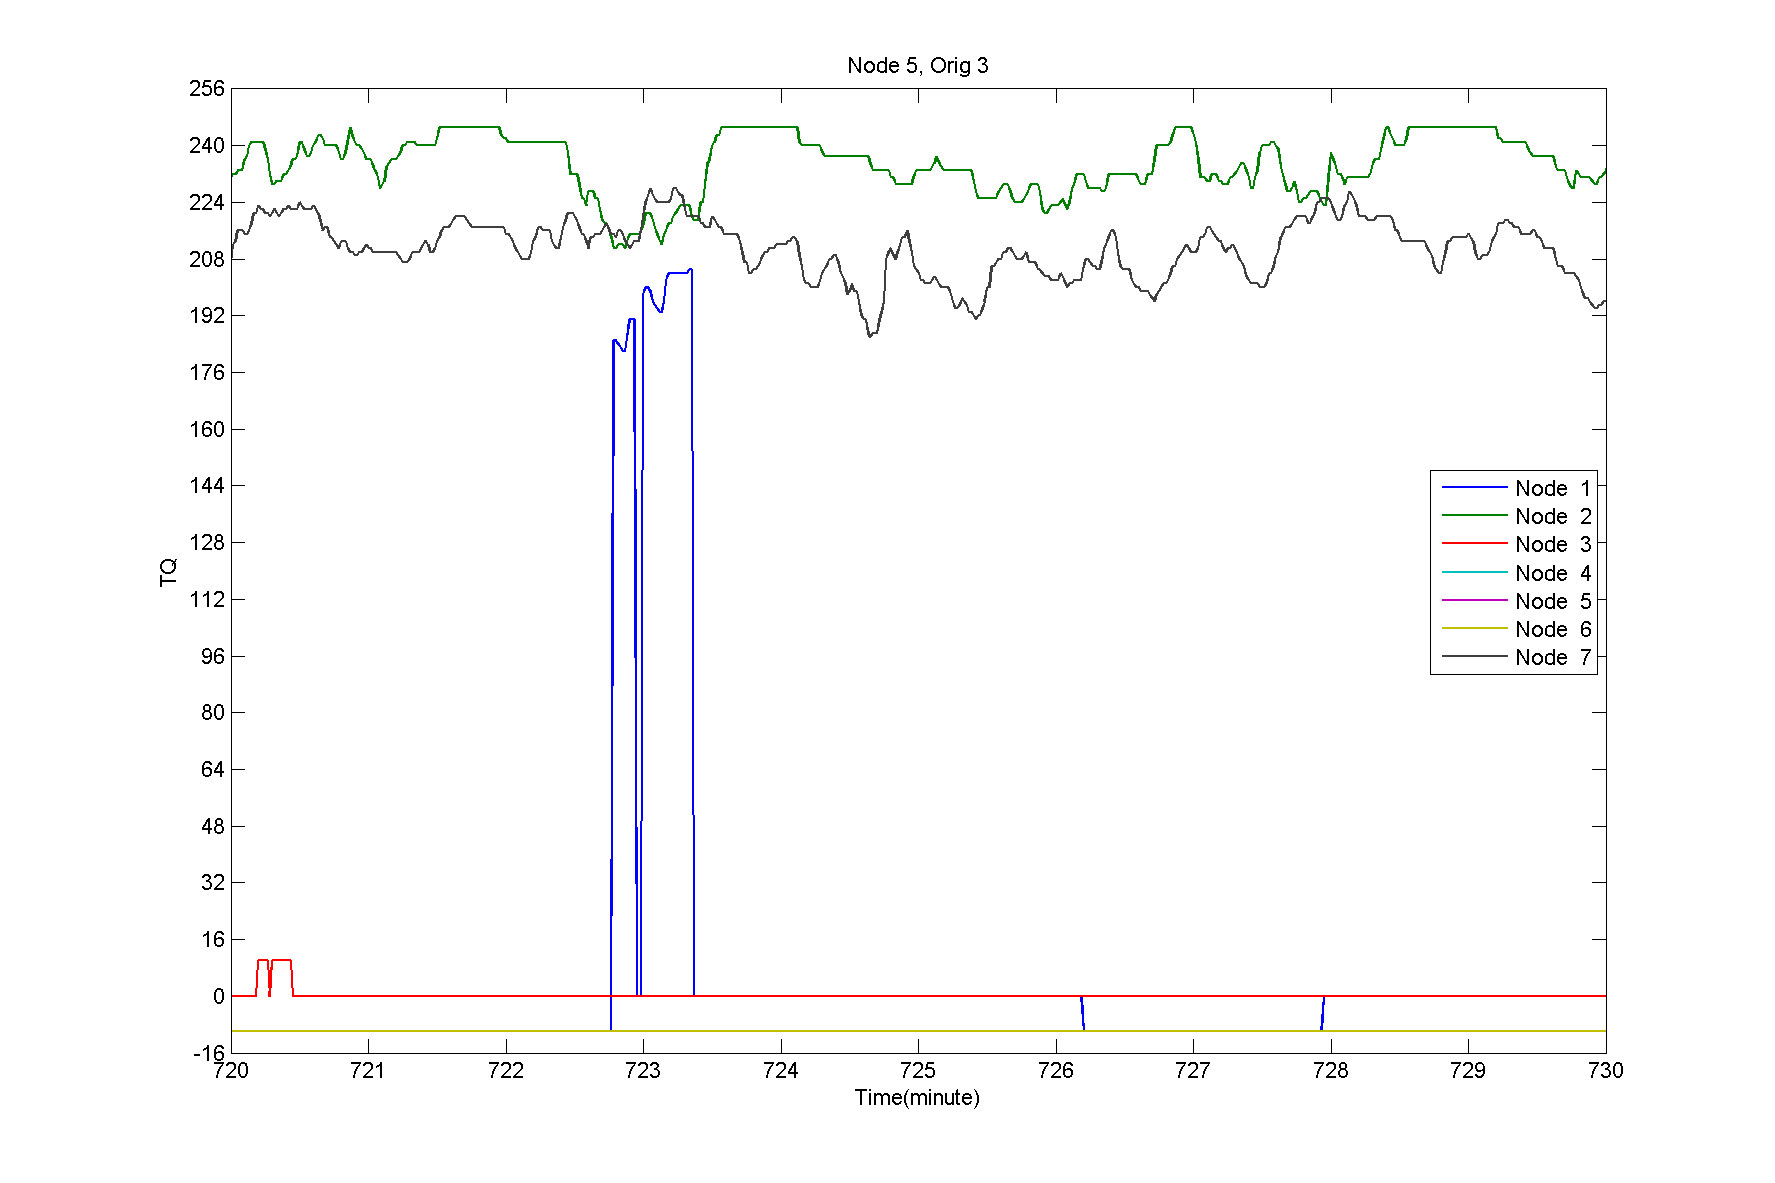 Node 5, Orig 3
256
240
224
208
192
176
160
144
128
112
96
80
64
48
32
16
0
-16
TQ
Node 1
Node 2
Node 3
Node 4
Node 5
Node 6
Node 7
720 721 722 723 724 725 726 727 728 729 730
Time(minute)